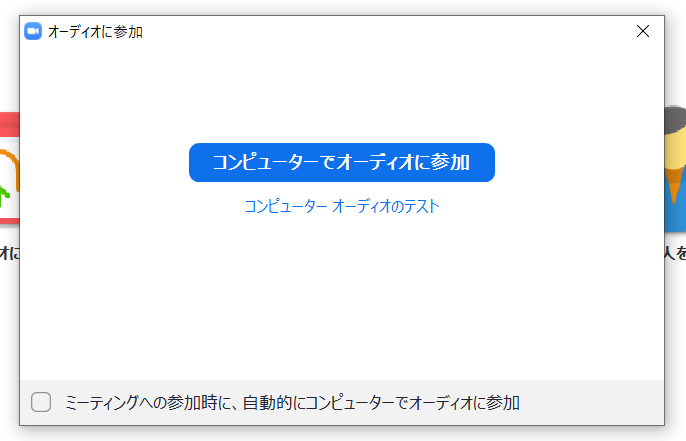 オーディオに参加
コンピューターでオーディオに参加
コンピューター オーディオのテスト
オに
人を
ミーティングへの参加時に、自動的にコンピューターでオーディオに参加